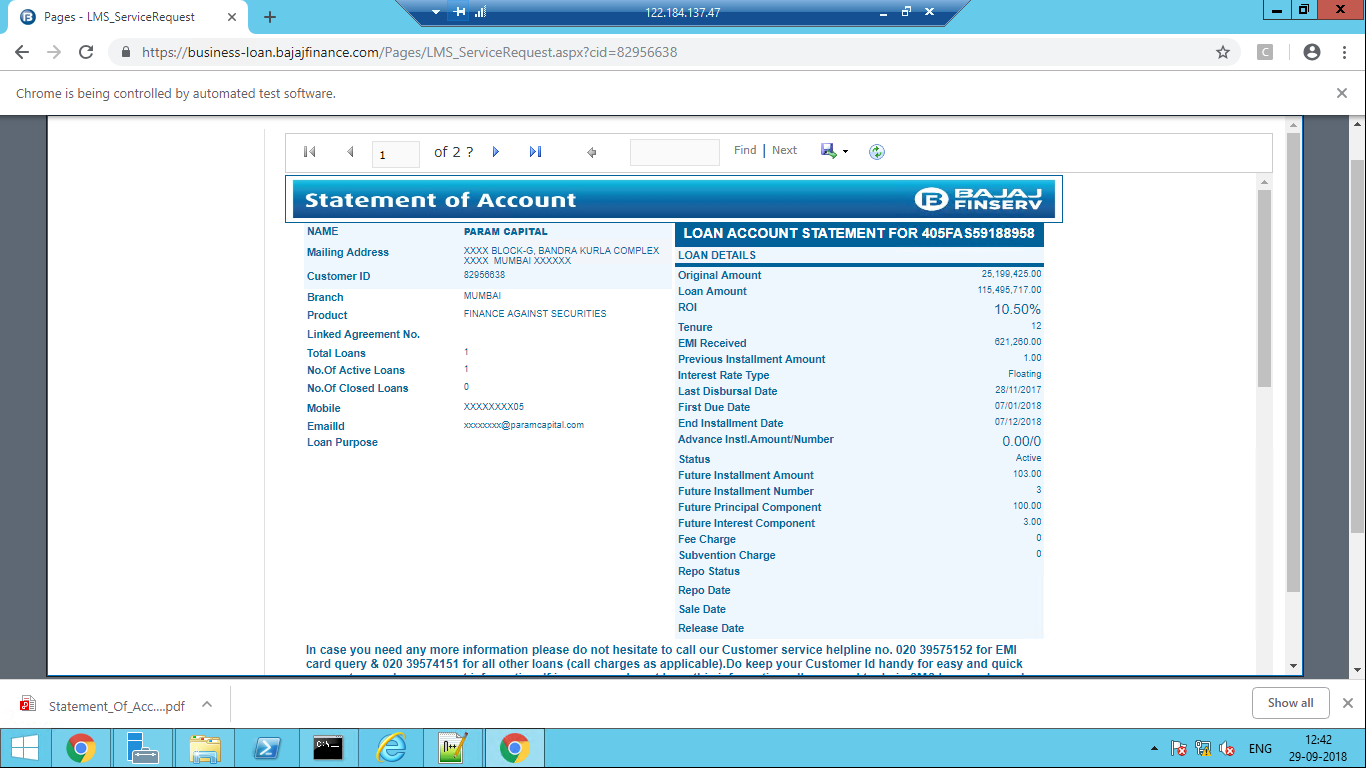 Pages - LMS_ServiceRequest
122.184.137.47
https://business-loan.bajajfinance.com/Pages/LMS_ServiceRequest.aspx?cid=82956638
C
Chrome is being controlled by automated test software.
1 of 2 ? Find | Next
Statement of Account
B BAJAJ
FINSERV
NAME PARAM CAPITAL
Mailing Address XXXX BLOCK-G, BANDRA KURLA COMPLEX
XXXX MUMBAI XXXXXX
Customer ID 82956638
Branch MUMBAI
Product FINANCE AGAINST SECURITIES
Linked Agreement No.
Total Loans 1
No.Of Active Loans 1
No.Of Closed Loans 0
Mobile XXXXXXXX05
EmailId xxxxxxxx@paramcapital.com
Loan Purpose
LOAN ACCOUNT STATEMENT FOR 405FAS59188958
LOAN DETAILS
Original Amount 25,199,425.00
Loan Amount 115,495,717.00
ROI 10.50%
Tenure 12
EMI Received 621,260.00
Previous Installment Amount 1.00
Interest Rate Type Floating
Last Disbursal Date 28/11/2017
First Due Date 07/01/2018
End Installment Date 07/12/2018
Advance Instl.Amount/Number 0.00/0
Status Active
Future Installment Amount 103.00
Future Installment Number 3
Future Principal Component 100.00
Future Interest Component 3.00
Fee Charge 0
Subvention Charge 0
Repo Status
Repo Date
Sale Date
Release Date
In case you need any more information please do not hesitate to call our Customer service helpline no. 020 39575152 for EMI
card query & 020 39574151 for all other loans (call charges as applicable).Do keep your Customer Id handy for easy and quick
Statement_Of_Acc....pdf
Show all
ENG
12:42
29-09-2018